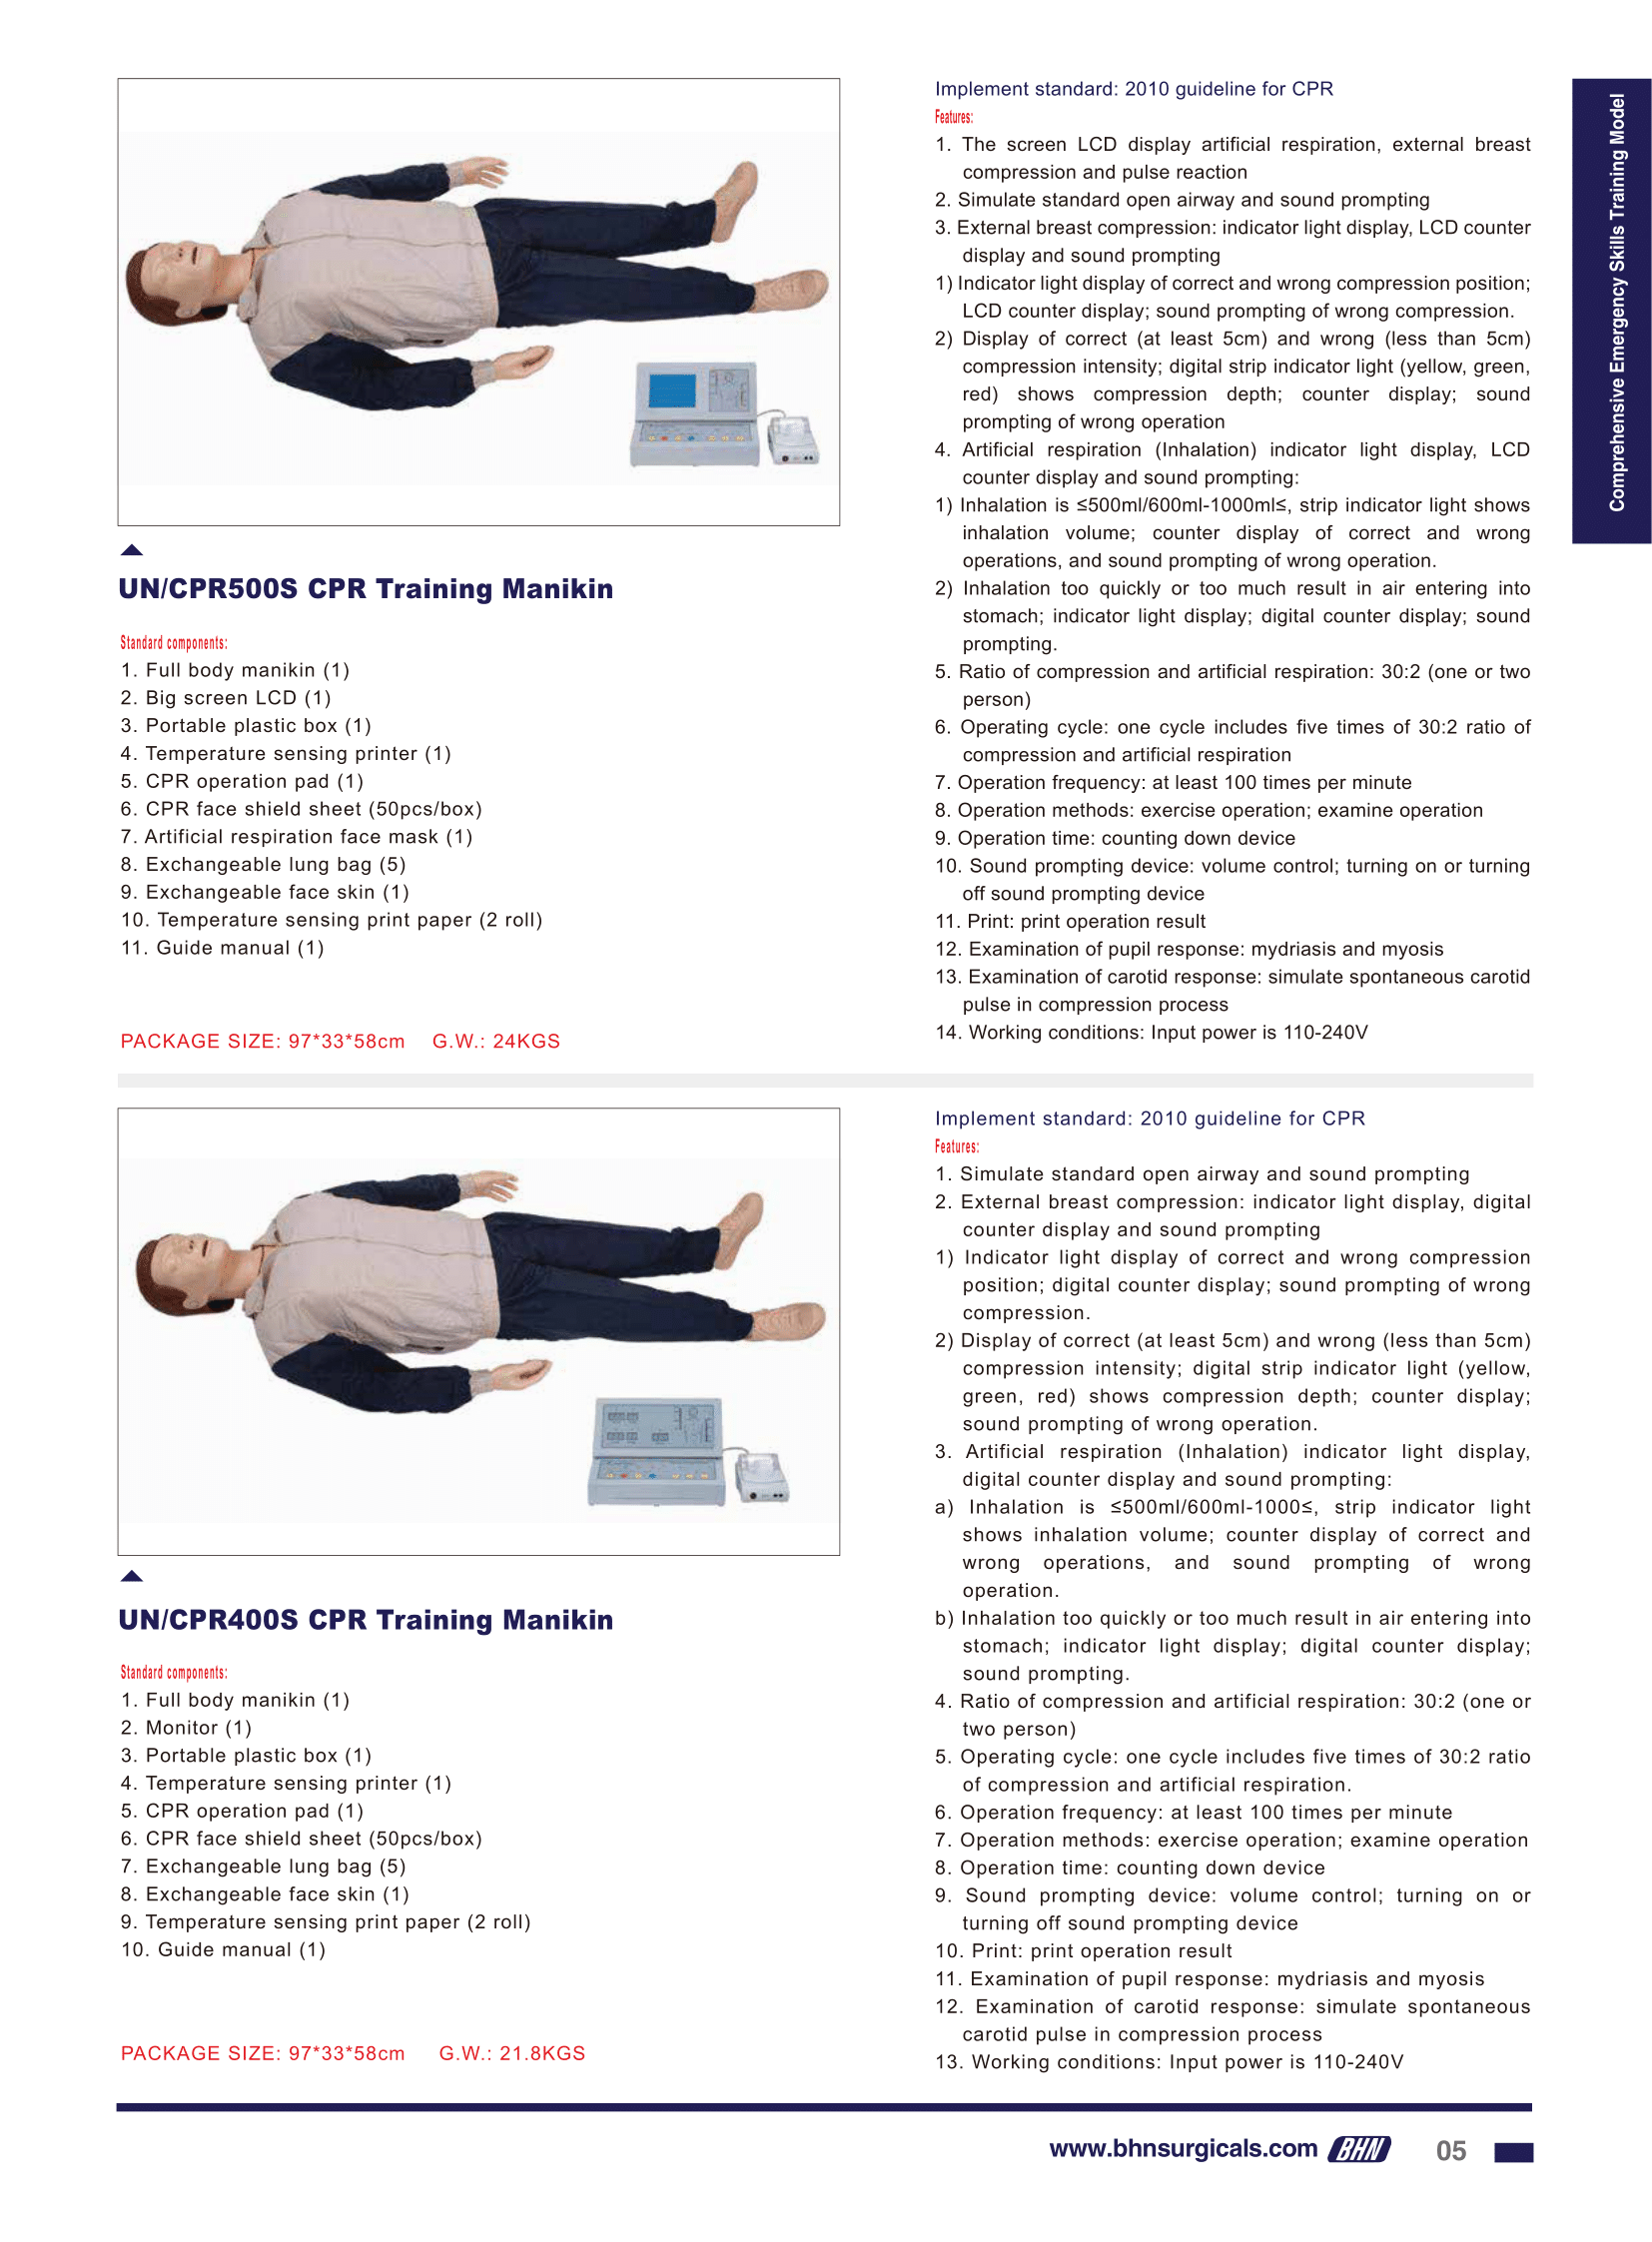 Comprehensive Emergency Skills Training Model
UN/CPR500S CPR Training Manikin
Standard components:
1. Full body manikin (1)
2. Big screen LCD (1)
3. Portable plastic box (1)
4. Temperature sensing printer (1)
5. CPR operation pad (1)
6. CPR face shield sheet (50pcs/box)
7. Artificial respiration face mask (1)
8. Exchangeable lung bag (5)
9. Exchangeable face skin (1)
10. Temperature sensing print paper (2 roll)
11. Guide manual (1)
PACKAGE SIZE: 97*33*58cm G.W.: 24KGS
Implement standard: 2010 guideline for CPR
Features:
1. The screen LCD display artificial respiration, external breast
compression and pulse reaction
2. Simulate standard open airway and sound prompting
3. External breast compression: indicator light display, LCD counter
display and sound prompting
1) Indicator light display of correct and wrong compression position;
LCD counter display; sound prompting of wrong compression.
2) Display of correct (at least 5cm) and wrong (less than 5cm)
compression intensity; digital strip indicator light (yellow, green,
red) shows compression depth; counter display; sound
prompting of wrong operation
4. Artificial respiration (Inhalation) indicator light display, LCD
counter display and sound prompting:
1) Inhalation is ≤500ml/600ml-1000ml≤, strip indicator light shows
inhalation volume; counter display of correct and wrong
operations, and sound prompting of wrong operation.
2) Inhalation too quickly or too much result in air entering into
stomach; indicator light display; digital counter display; sound
prompting.
5. Ratio of compression and artificial respiration: 30:2 (one or two
person)
6. Operating cycle: one cycle includes five times of 30:2 ratio of
compression and artificial respiration
7. Operation frequency: at least 100 times per minute
8. Operation methods: exercise operation; examine operation
9. Operation time: counting down device
10. Sound prompting device: volume control; turning on or turning
off sound prompting device
11. Print: print operation result
12. Examination of pupil response: mydriasis and myosis
13. Examination of carotid response: simulate spontaneous carotid
pulse in compression process
14. Working conditions: Input power is 110-240V
UN/CPR400S CPR Training Manikin
Standard components:
1. Full body manikin (1)
2. Monitor (1)
3. Portable plastic box (1)
4. Temperature sensing printer (1)
5. CPR operation pad (1)
6. CPR face shield sheet (50pcs/box)
7. Exchangeable lung bag (5)
8. Exchangeable face skin (1)
9. Temperature sensing print paper (2 roll)
10. Guide manual (1)
PACKAGE SIZE: 97*33*58cm G.W.: 21.8KGS
Implement standard: 2010 guideline for CPR
Features:
1. Simulate standard open airway and sound prompting
2. External breast compression: indicator light display, digital
counter display and sound prompting
1) Indicator light display of correct and wrong compression
position; digital counter display; sound prompting of wrong
compression.
2) Display of correct (at least 5cm) and wrong (less than 5cm)
compression intensity; digital strip indicator light (yellow,
green, red) shows compression depth; counter display;
sound prompting of wrong operation.
3. Artificial respiration (Inhalation) indicator light display,
digital counter display and sound prompting:
a) Inhalation is ≤500ml/600ml-1000≤, strip indicator light
shows inhalation volume; counter display of correct and
wrong operations, and sound prompting of wrong
operation.
b) Inhalation too quickly or too much result in air entering into
stomach; indicator light display; digital counter display;
sound prompting.
4. Ratio of compression and artificial respiration: 30:2 (one or
two person)
5. Operating cycle: one cycle includes five times of 30:2 ratio
of compression and artificial respiration.
6. Operation frequency: at least 100 times per minute
7. Operation methods: exercise operation; examine operation
8. Operation time: counting down device
9. Sound prompting device: volume control; turning on or
turning off sound prompting device
10. Print: print operation result
11. Examination of pupil response: mydriasis and myosis
12. Examination of carotid response: simulate spontaneous
carotid pulse in compression process
13. Working conditions: Input power is 110-240V
www.bhnsurgicals.com BHN 05